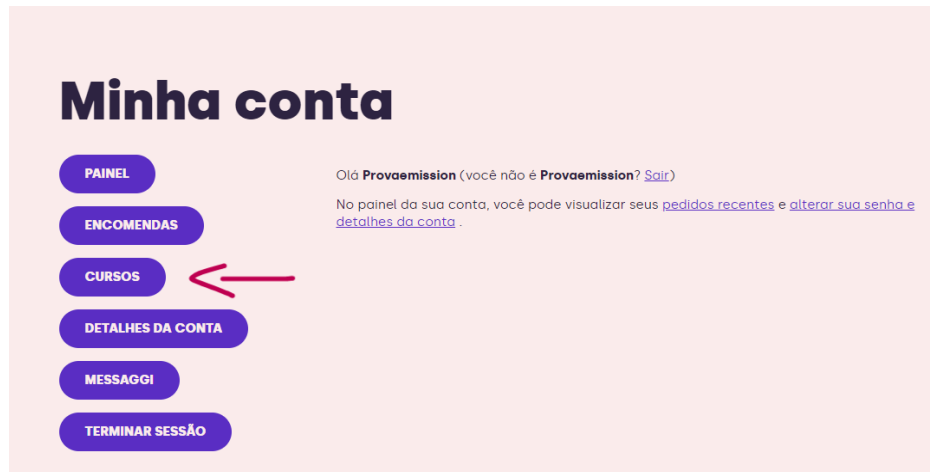 Minha conta
PAINEL
ENCOMENDAS
CURSOS
DETALHES DA CONTA
MESSAGGI
TERMINAR SESSÃO
Olá Provaemission (você não é Provaemission? Sair)
No painel da sua conta, você pode visualizar seus pedidos recentes e alterar sua senha e
detalhes da conta .